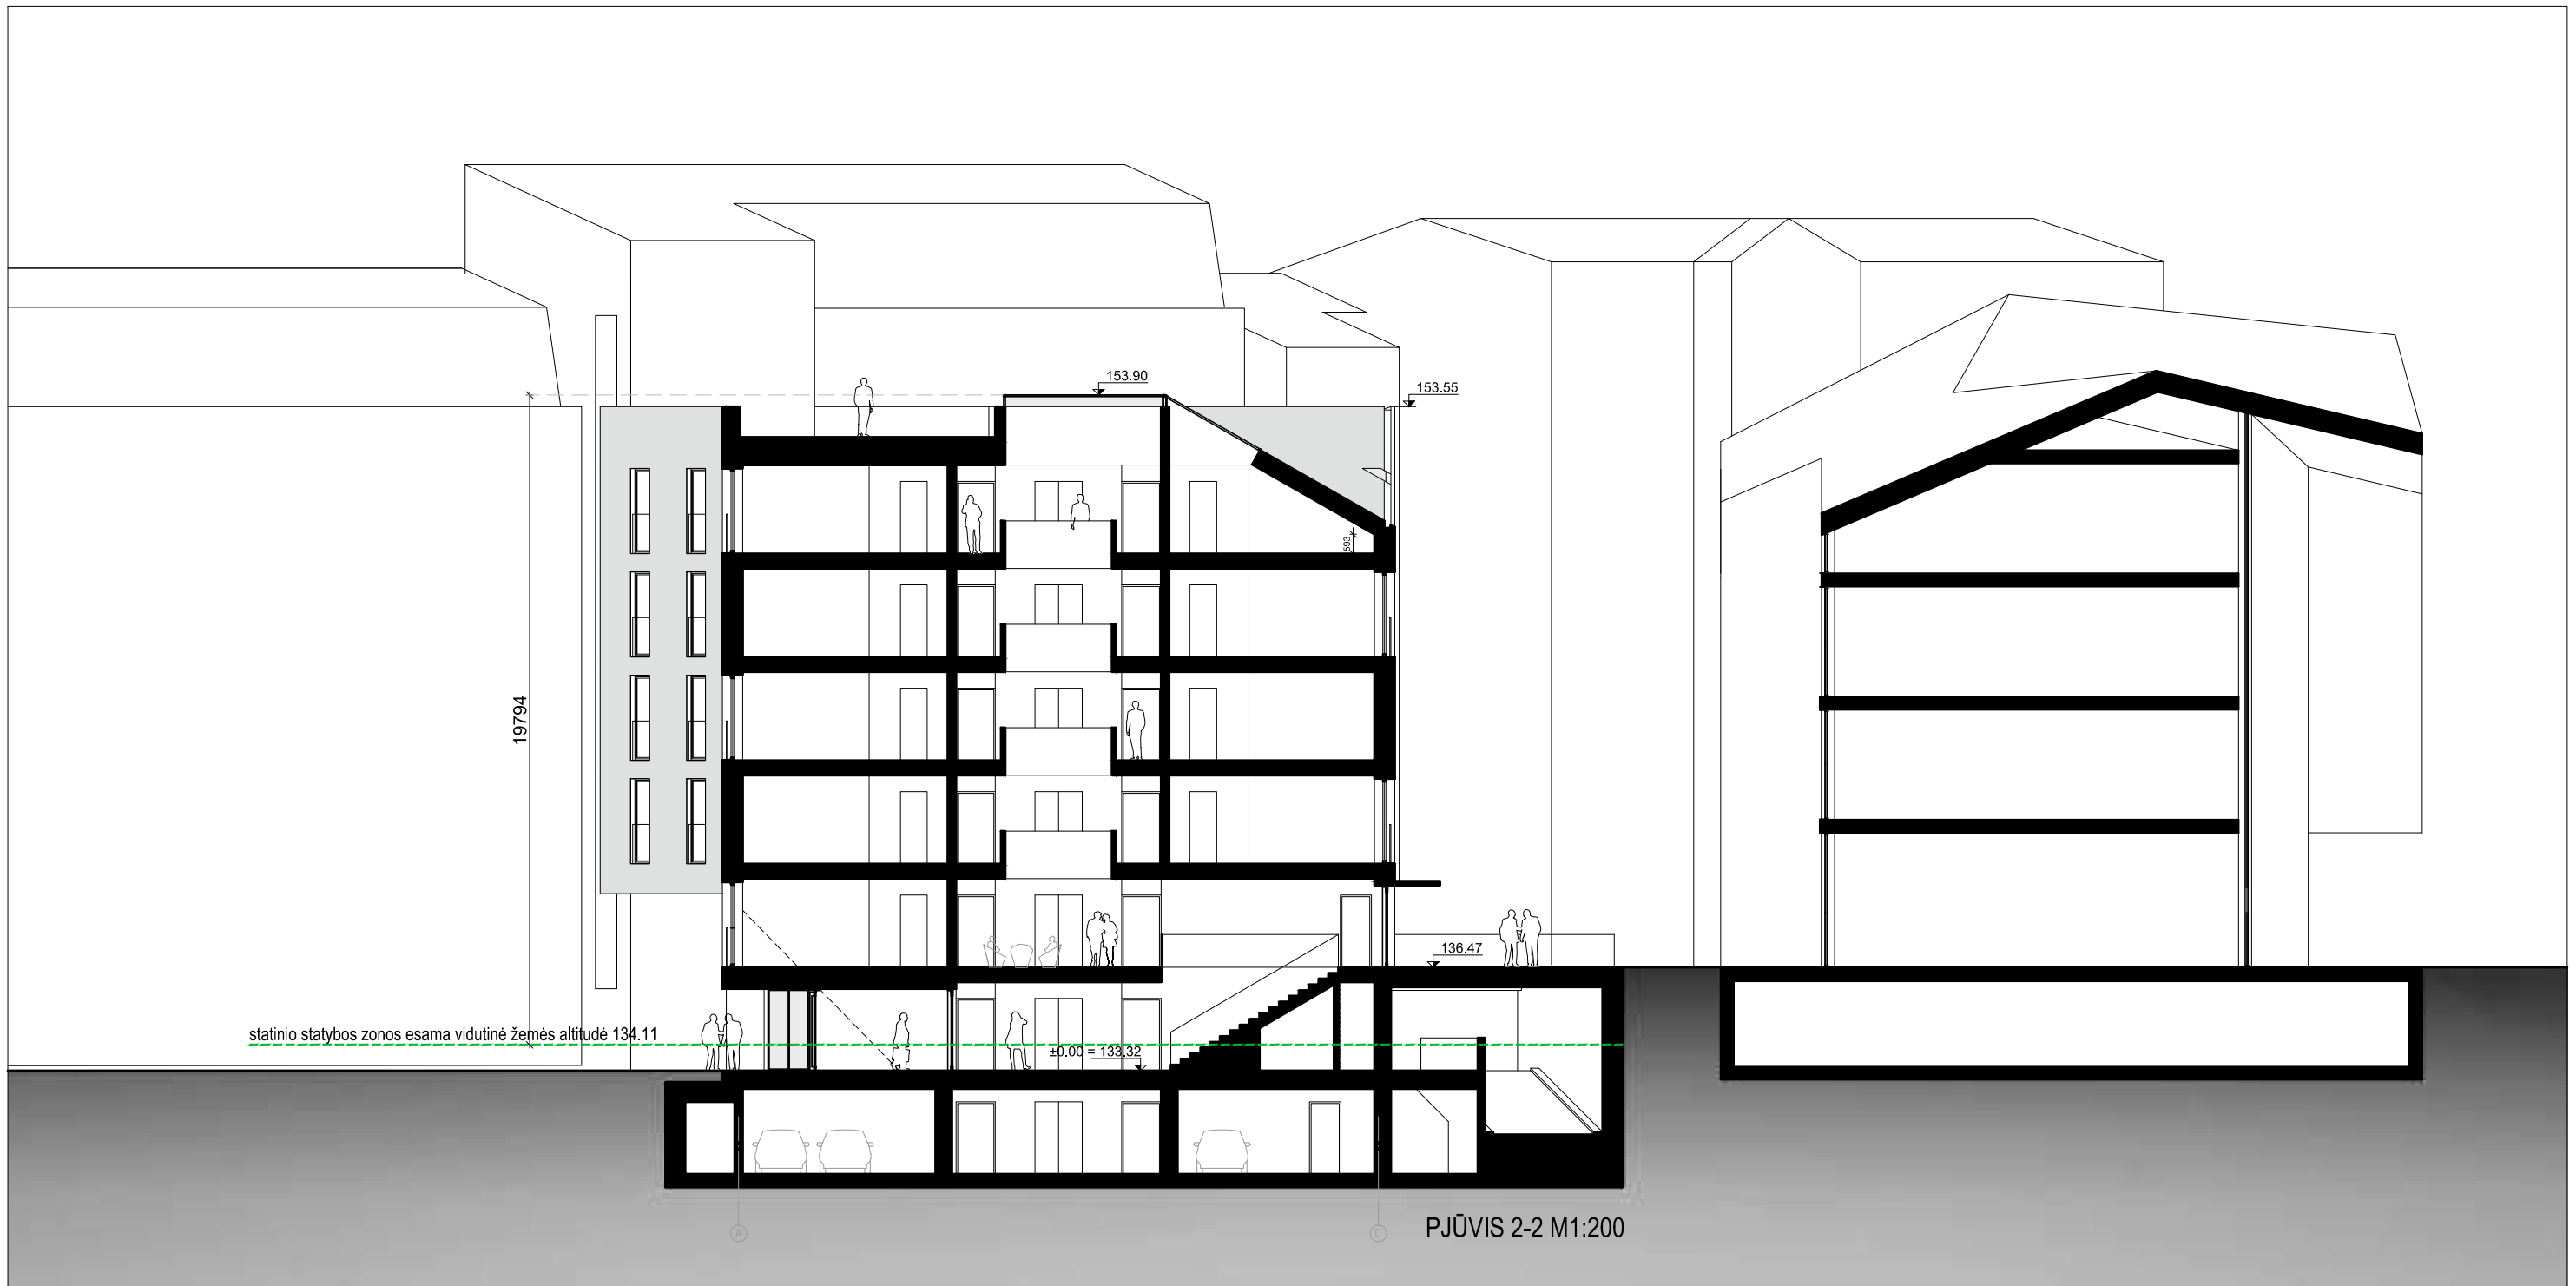 153.90
153.55
593
19794
136.47
statinio statybos zonos esama vidutinė žemės altitudė 134.11
±0.00 = 133.32
A
D
PJŪVIS 2-2 M1:200